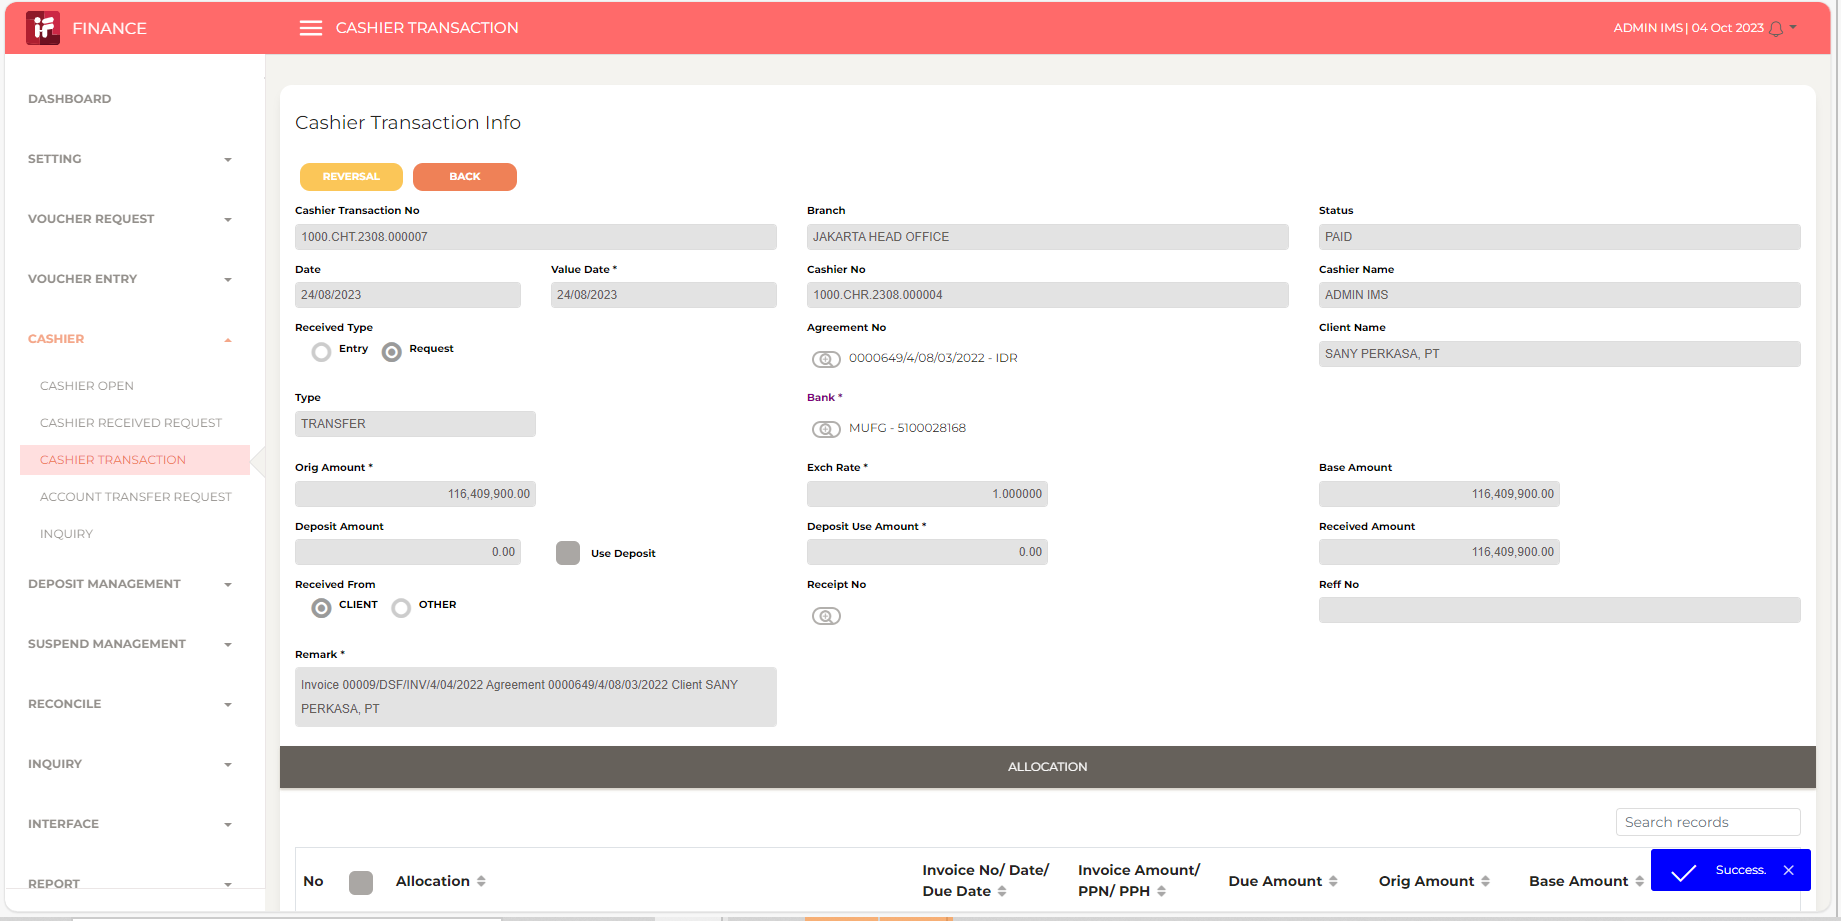 iF FINANCE
CASHIER TRANSACTION
ADMIN IMS | 04 Oct 2023
DASHBOARD
SETTING
VOUCHER REQUEST
VOUCHER ENTRY
CASHIER
CASHIER OPEN
CASHIER RECEIVED REQUEST
CASHIER TRANSACTION
ACCOUNT TRANSFER REQUEST
INQUIRY
DEPOSIT MANAGEMENT
SUSPEND MANAGEMENT
RECONCILE
INQUIRY
INTERFACE
REPORT
Cashier Transaction Info
REVERSAL BACK
Cashier Transaction No Branch Status
1000.CHT.2308.000007 JAKARTA HEAD OFFICE PAID
Date Value Date * Cashier No Cashier Name
24/08/2023 24/08/2023 1000.CHR.2308.000004 ADMIN IMS
Received Type Agreement No Client Name
Entry Request 0000649/4/08/03/2022 - IDR SANY PERKASA, PT
Type Bank *
TRANSFER MUFG - 5100028168
Orig Amount * Exch Rate * Base Amount
116,409,900.00 1.000000 116,409,900.00
Deposit Amount Deposit Use Amount * Received Amount
0.00 Use Deposit 0.00 116,409,900.00
Received From Receipt No Reff No
CLIENT OTHER
Remark *
Invoice 00009/DSF/INV/4/04/2022 Agreement 0000649/4/08/03/2022 Client SANY
PERKASA, PT
ALLOCATION
Search records
No Allocation Invoice No/ Date/ Due Date Invoice Amount/ PPN/ PPH Due Amount Orig Amount Base Amount
Success.